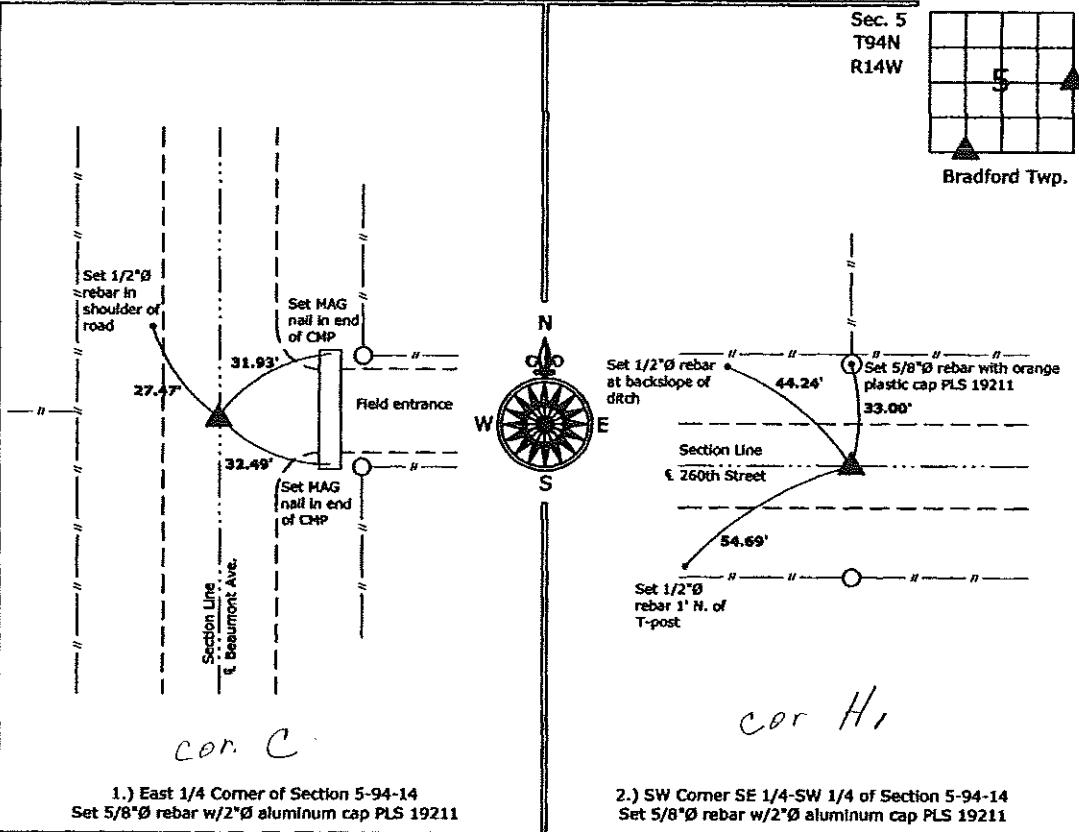 Sec. 5
T94N
R14W
5
Bradford Twp.
Set 1/2"Ø
rebar in
shoulder of
road
Set MAG
nail in end
of CMP
31.93'
27.47'
Field entrance
32.49'
Set MAG
nail in end
of CMP
Section Line
℄ Beaumont Ave.
cor. C
1.) East 1/4 Corner of Section 5-94-14
Set 5/8"Ø rebar w/2"Ø aluminum cap PLS 19211
N
W
E
S
Set 1/2"Ø rebar
at backslope of
ditch
44.24'
Set 5/8"Ø rebar with orange
plastic cap PLS 19211
33.00'
Section Line
℄ 260th Street
54.69'
Set 1/2"Ø
rebar 1' N. of
T-post
cor H,
2.) SW Corner SE 1/4-SW 1/4 of Section 5-94-14
Set 5/8"Ø rebar w/2"Ø aluminum cap PLS 19211